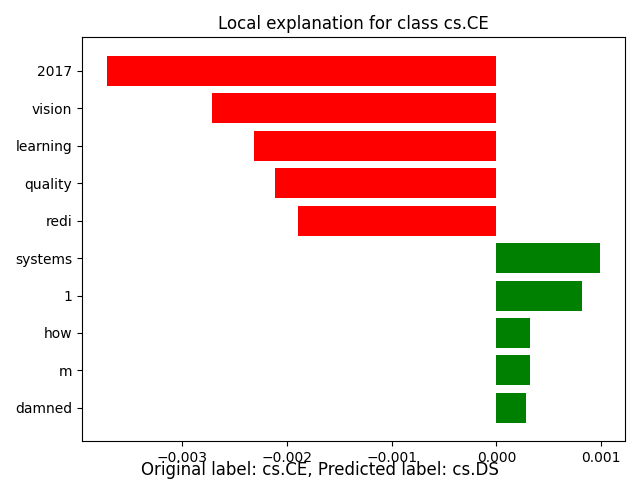 Local explanation for class cs.CE
2017
vision
learning
quality
redi
systems
1
how
m
damned
−0.003 −0.002 −0.001 0.000 0.001
Original label: cs.CE, Predicted label: cs.DS